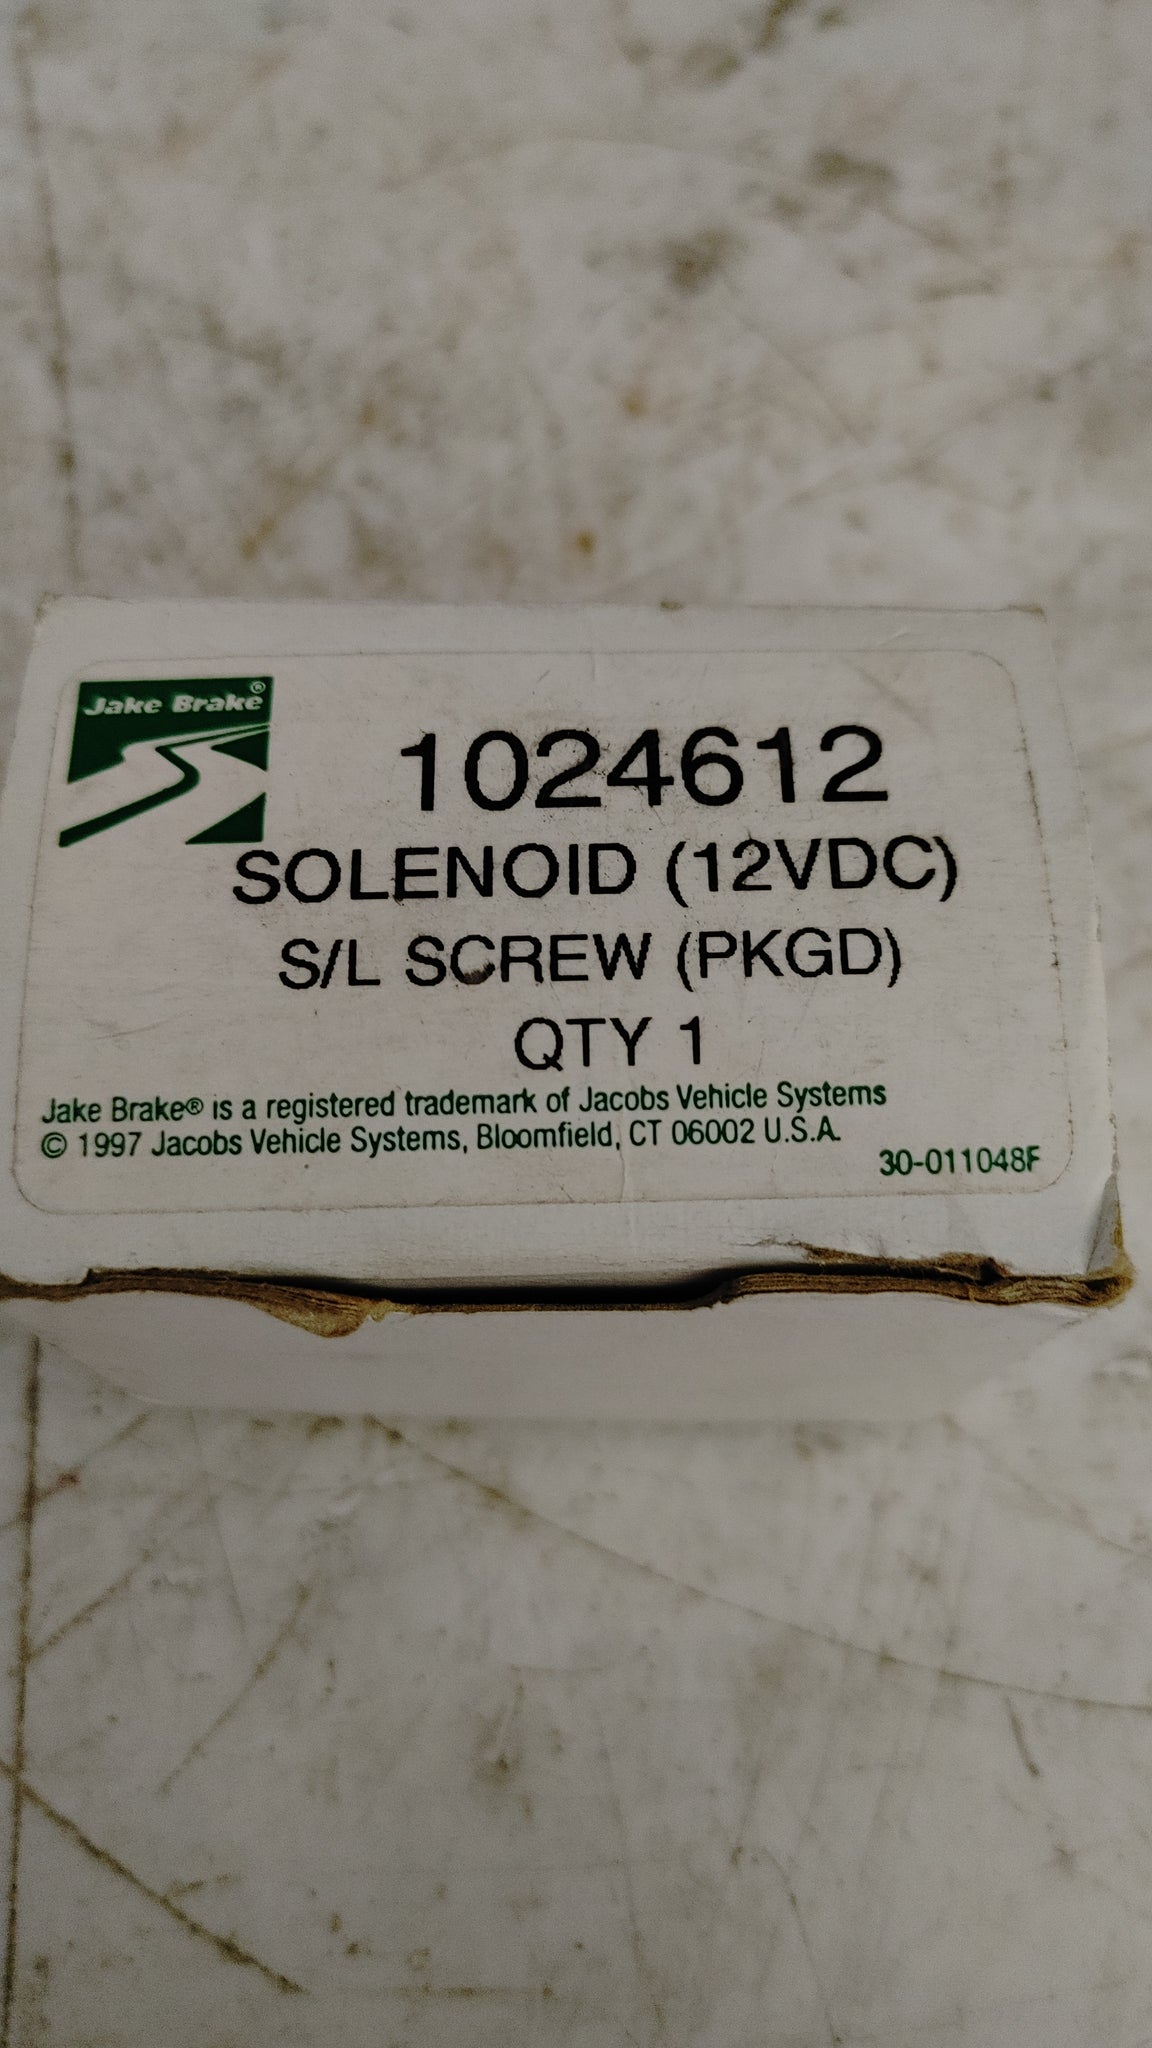 Jake Brake®
1024612
SOLENOID (12VDC)
S/L SCREW (PKGD)
QTY 1
Jake Brake® is a registered trademark of Jacobs Vehicle Systems
© 1997 Jacobs Vehicle Systems, Bloomfield, CT 06002 U.S.A.
30-011048F